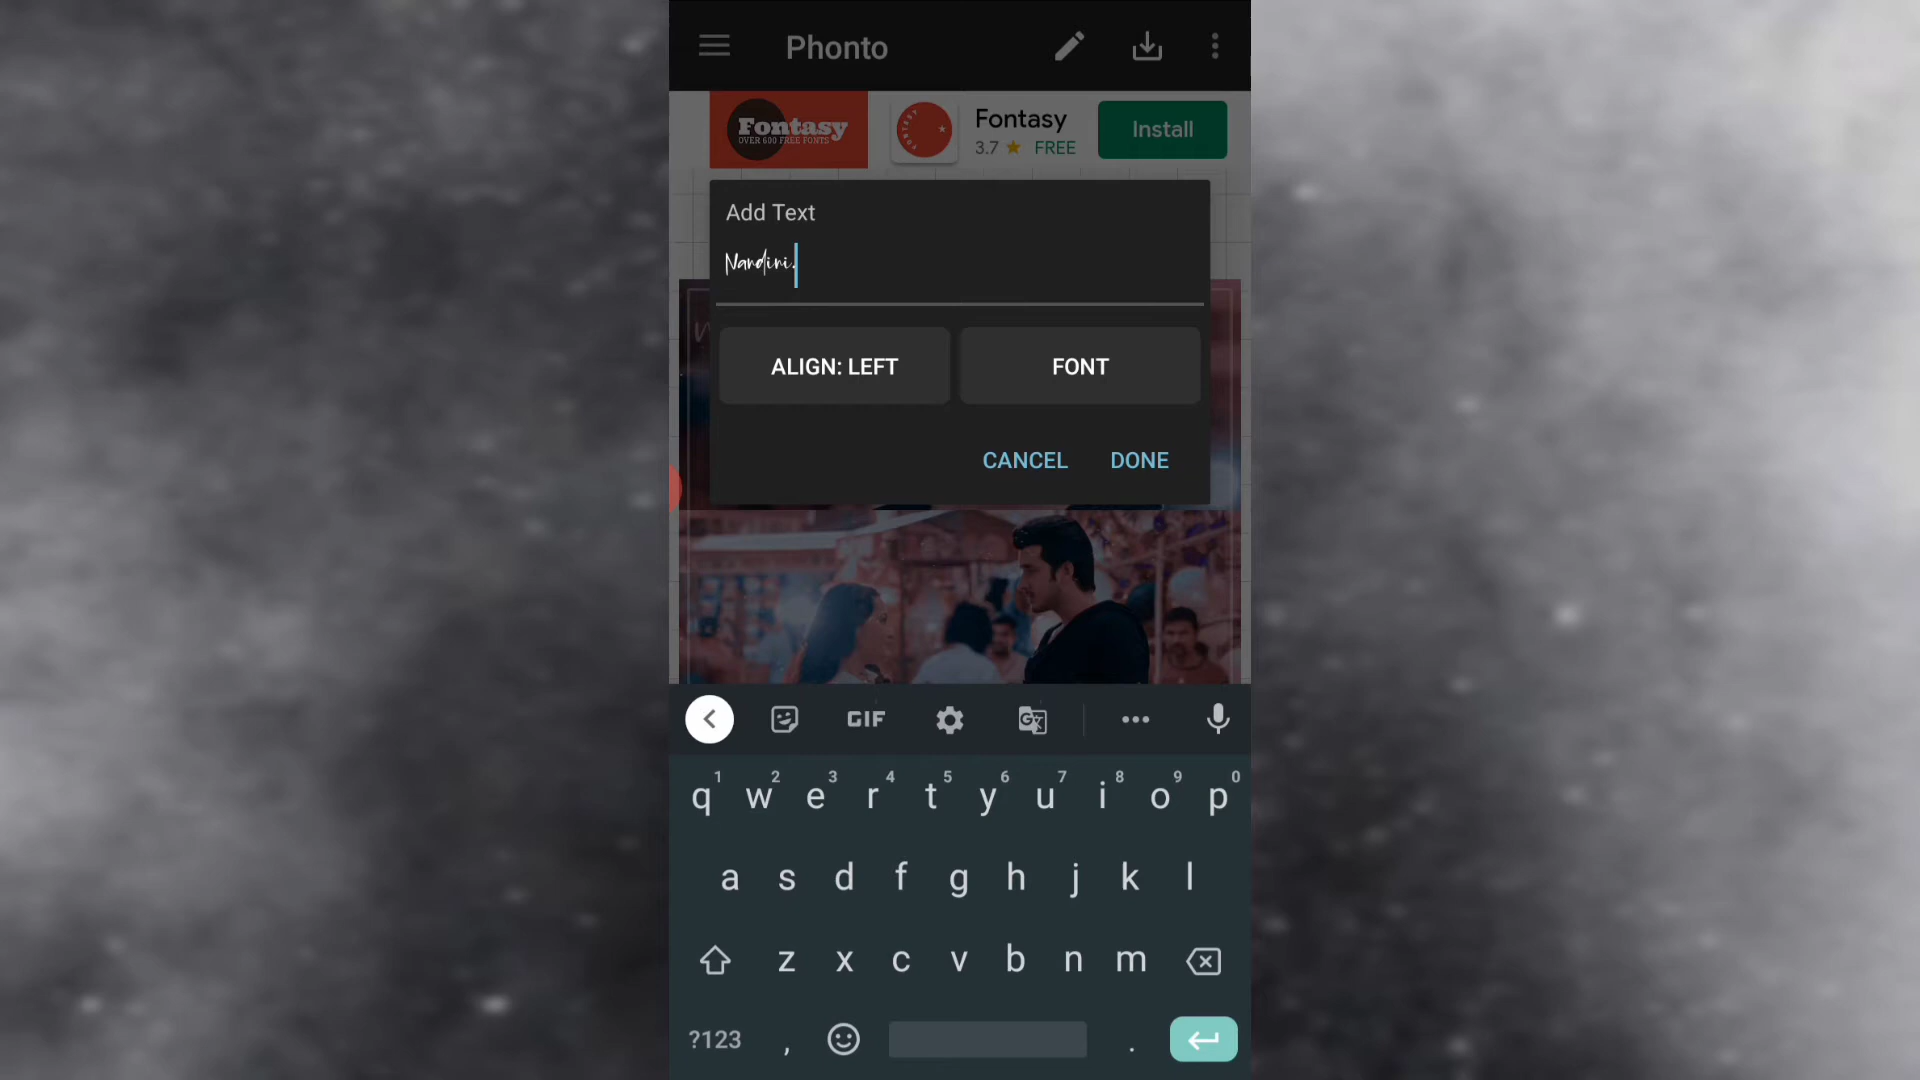 Phonto
Fontasy
OVER 600 FREE FONTS
FONTASY
Fontasy
3.7 FREE
Install
Add Text
Nandini.
ALIGN: LEFT
FONT
CANCEL
DONE
GIF
1 2 3 4 5 6 7 8 9 0
q w e r t y u i o p
a s d f g h j k l
z x c v b n m
?123 , .